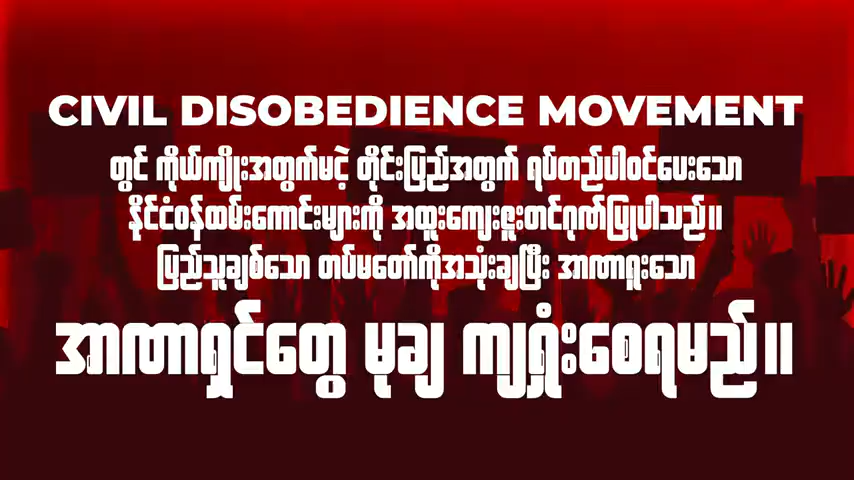 CIVIL DISOBEDIENCE MOVEMENT
တွင် ကိုယ်ကျိုးအတွက်မငဲ့ တိုင်းပြည်အတွက် ရပ်တည်ပါဝင်ပေးသော
နိုင်ငံ့ဝန်ထမ်းကောင်းများကို အထူးကျေးဇူးတင်ဂုဏ်ပြုပါသည်။
ပြည်သူချစ်သော တပ်မတော်ကိုအသုံးချပြီး အာဏာရူးသော
အာဏာရှင်တွေ မုချ ကျရှုံးစေရမည်။